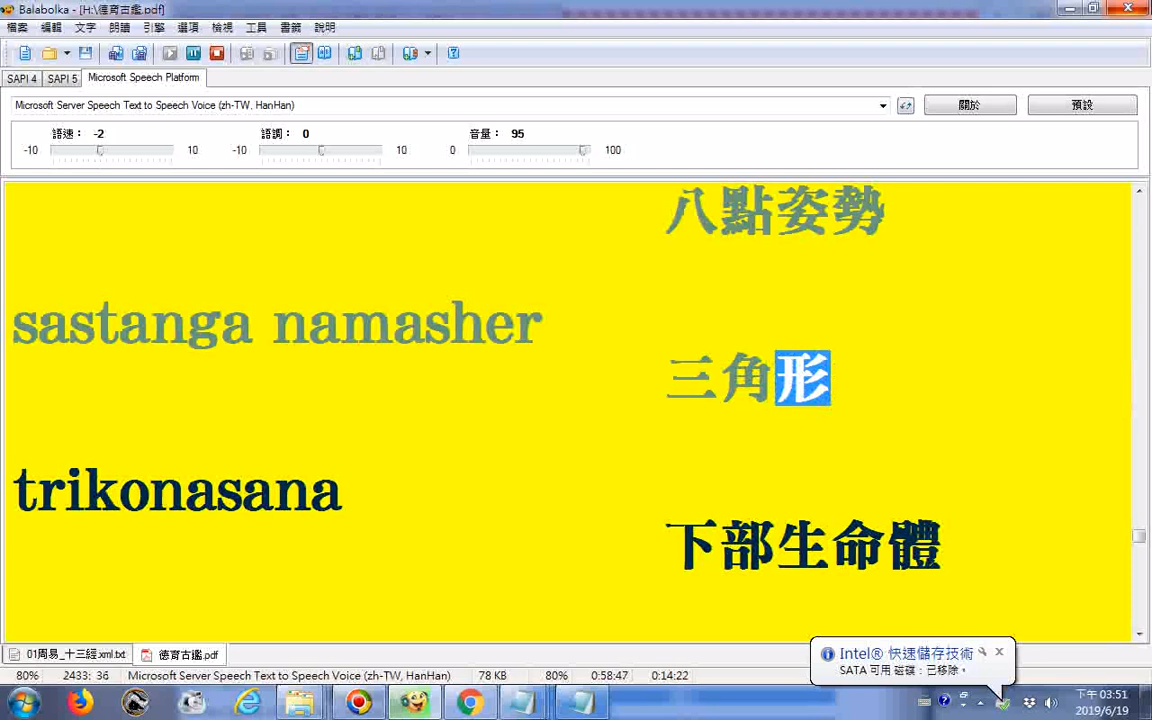 Balabolka - [H:\德育古鑑.pdf]
檔案 編輯 文字 朗讀 引擎 選項 檢視 工具 書籤 說明
SAPI 4 SAPI 5 Microsoft Speech Platform
Microsoft Server Speech Text to Speech Voice (zh-TW, HanHan) 關於 預設
語速: -2 語調: 0 音量: 95
-10 10 -10 10 0 100
八點姿勢
sastanga namasher
三角形
trikonasana
下部生命體
01周易_十三經.xml.txt 德育古鑑.pdf
Intel® 快速儲存技術
SATA 可用 磁碟：已移除。
80% 2433: 36 Microsoft Server Speech Text to Speech Voice (zh-TW, HanHan) 78 KB 80% 0:58:47 0:14:22
下午 03:51
2019/6/19